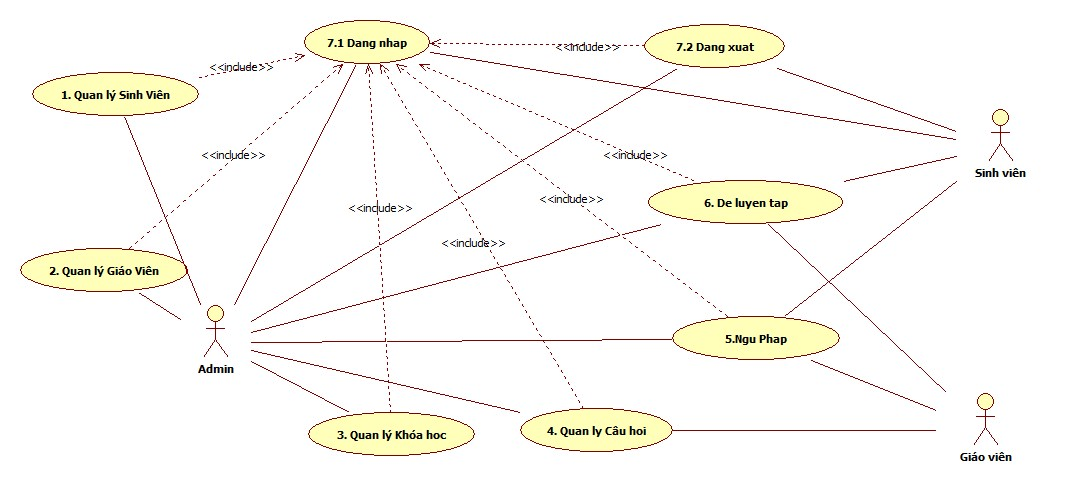 7.1 Dang nhap
7.2 Dang xuat
<<include>>
<<include>>
1. Quan lý Sinh Viên
Sinh viên
<<include>>
<<include>>
<<include>>
<<include>>
6. De luyen tap
<<include>>
2. Quan lý Giáo Viên
5.Ngu Phap
Admin
3. Quan lý Khóa học
4. Quan ly Câu hoi
Giáo viên